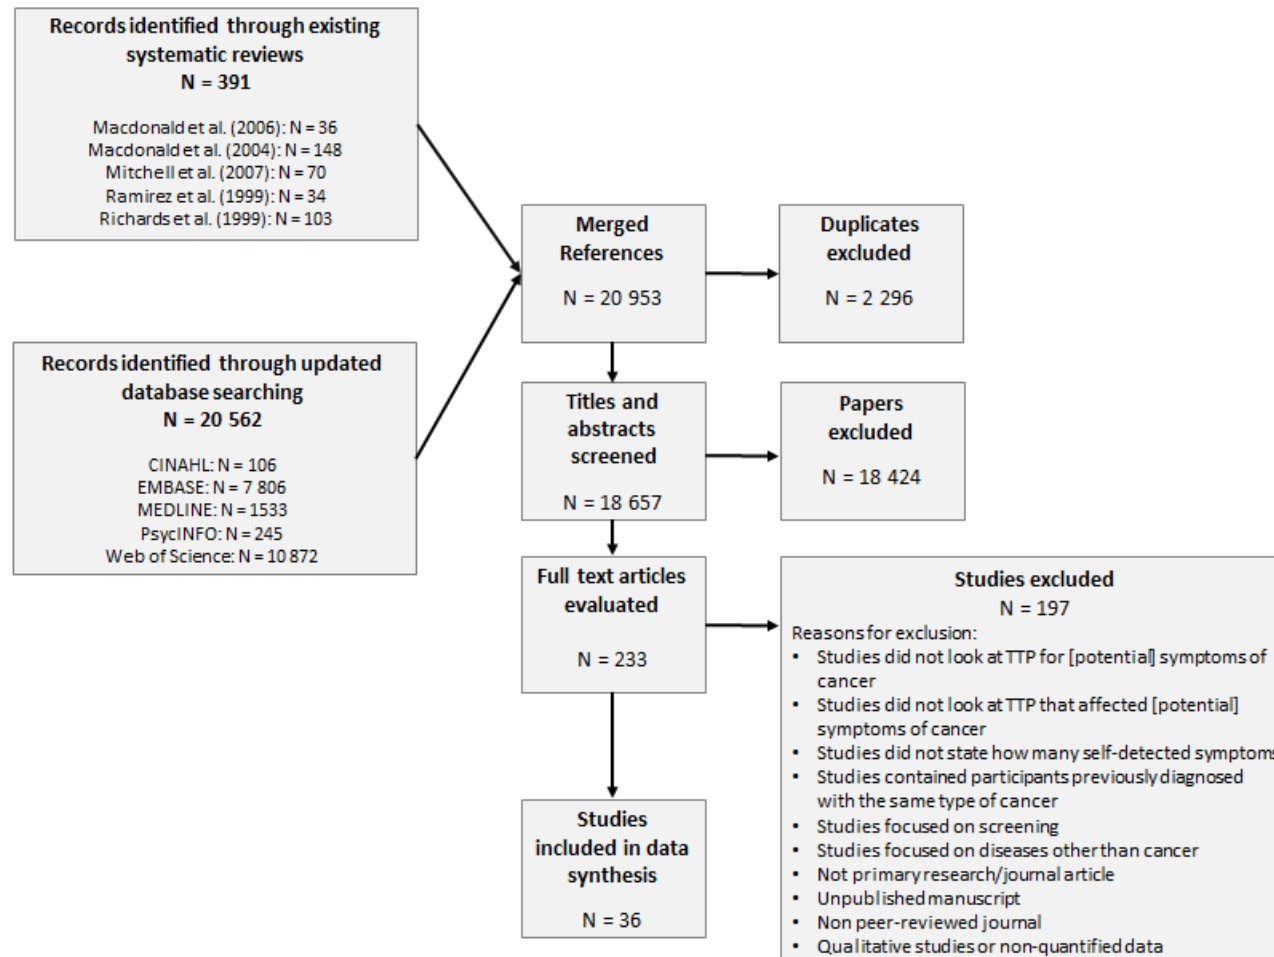 Records identified through existing
systematic reviews
N = 391
Macdonald et al. (2006): N = 36
Macdonald et al. (2004): N = 148
Mitchell et al. (2007): N = 70
Ramirez et al. (1999): N = 34
Richards et al. (1999): N = 103
Records identified through updated
database searching
N = 20 562
CINAHL: N = 106
EMBASE: N = 7 806
MEDLINE: N = 1533
PsycINFO: N = 245
Web of Science: N = 10 872
Merged
References
N = 20 953
Duplicates
excluded
N = 2 296
Titles and
abstracts
screened
N = 18 657
Papers
excluded
N = 18 424
Full text articles
evaluated
N = 233
Studies excluded
N = 197
Reasons for exclusion:
• Studies did not look at TTP for [potential] symptoms of
cancer
• Studies did not look at TTP that affected [potential]
symptoms of cancer
• Studies did not state how many self-detected symptoms
• Studies contained participants previously diagnosed
with the same type of cancer
• Studies focused on screening
• Studies focused on diseases other than cancer
• Not primary research/journal article
• Unpublished manuscript
• Non peer-reviewed journal
• Qualitative studies or non-quantified data
Studies
included in data
synthesis
N = 36